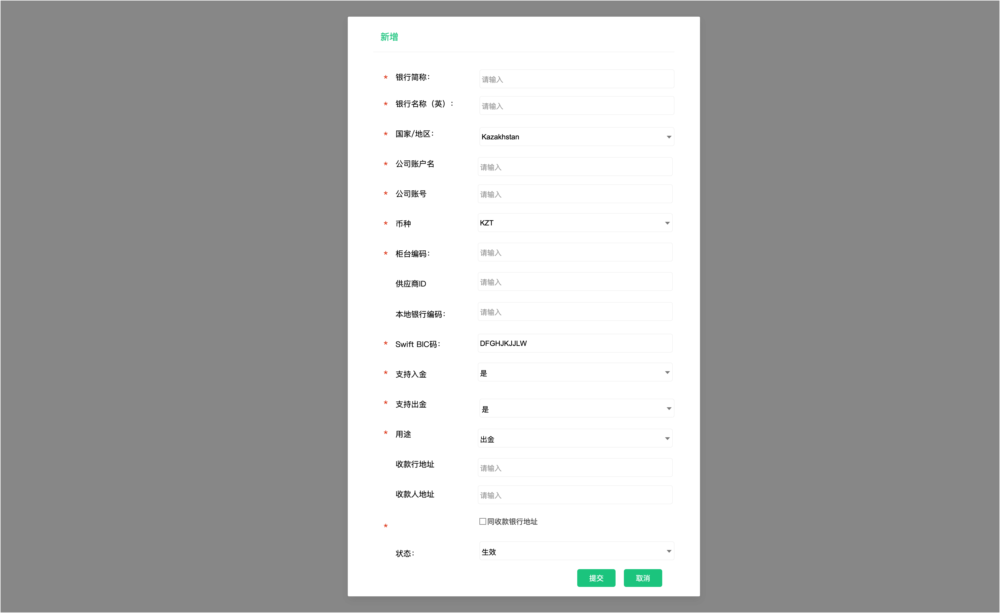 新增
* 银行简称： 请输入
* 银行名称（英）： 请输入
* 国家/地区： Kazakhstan
* 公司账户名 请输入
* 公司账号 请输入
* 币种 KZT
* 柜台编码： 请输入
供应商ID 请输入
本地银行编码： 请输入
* Swift BIC码： DFGHJKJJLW
* 支持入金 是
* 支持出金 是
* 用途 出金
收款行地址 请输入
收款人地址 请输入
* 同收款银行地址
状态： 生效
提交 取消